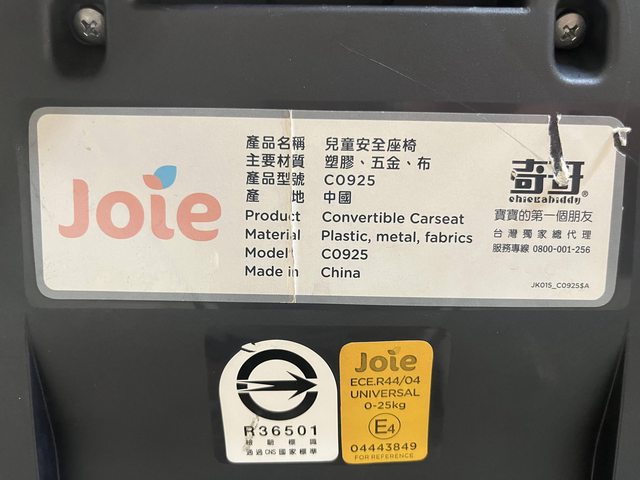 Joie
產品名稱 兒童安全座椅
主要材質 塑膠、五金、布
產品型號 C0925
產 地 中國
Product Convertible Carseat
Material Plastic, metal, fabrics
Model C0925
Made in China
奇哥
chickabiddy®
寶寶的第一個朋友
台灣獨家總代理
服務專線 0800-001-256
JK01S_C0925$A
R36501
檢驗標識
通過CNS國家標準
Joie
ECE.R44/04
UNIVERSAL
0-25kg
E4
04443849
FOR REFERENCE